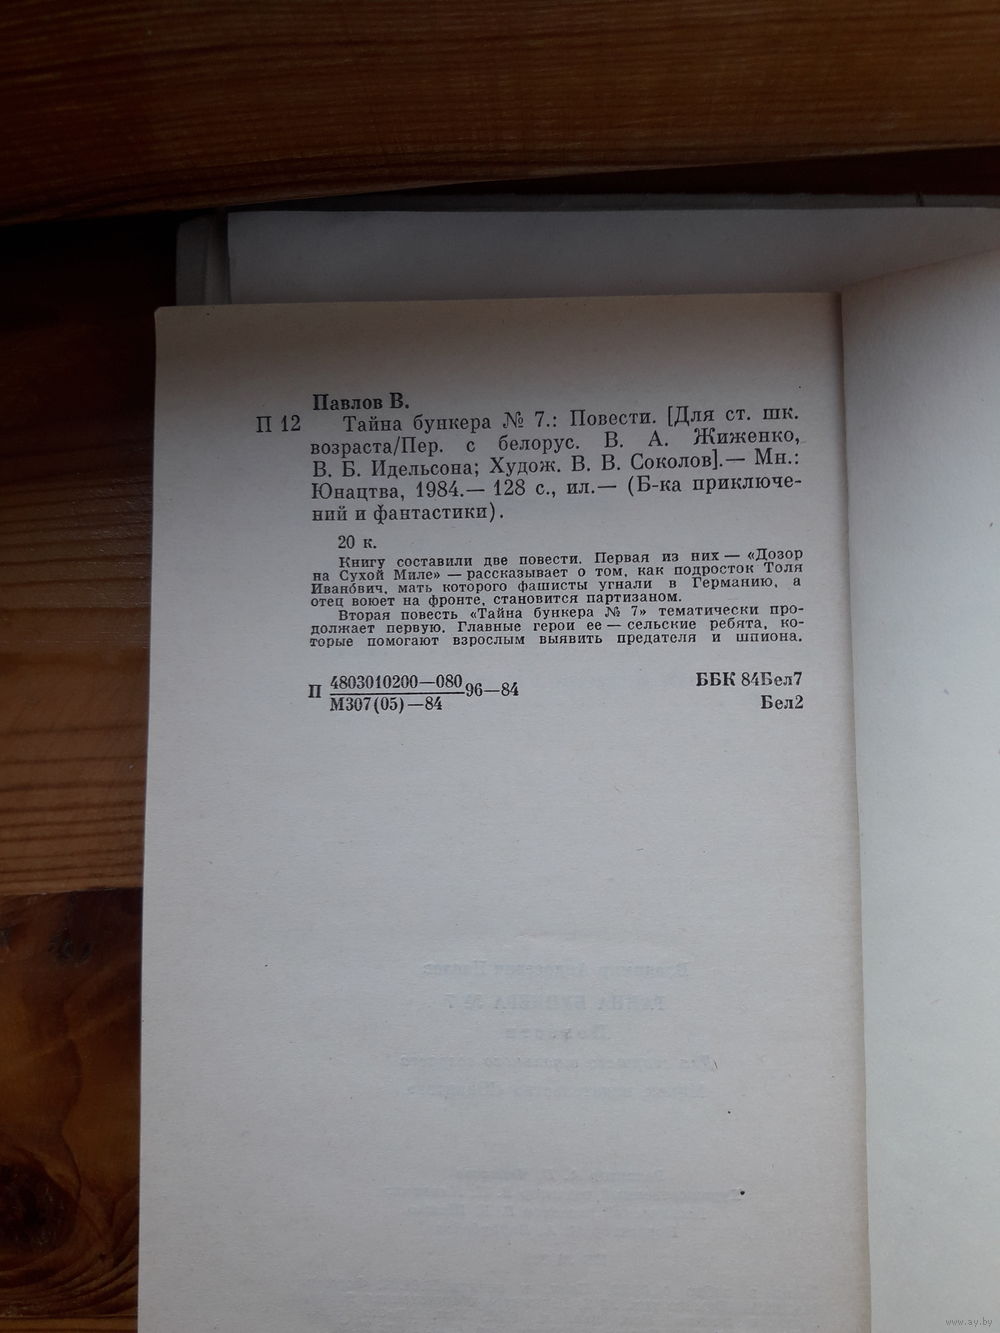 Павлов В.
П 12 Тайна бункера № 7.: Повести. [Для ст. шк.
возраста/Пер. с белорус. В. А. Жиженко,
В. Б. Идельсона; Худож. В. В. Соколов].— Мн.:
Юнацтва, 1984.— 128 с., ил.— (Б-ка приключе-
ний и фантастики).
20 к.
Книгу составили две повести. Первая из них — «Дозор
на Сухой Миле» — рассказывает о том, как подросток Толя
Иванович, мать которого фашисты угнали в Германию, а
отец воюет на фронте, становится партизаном.
Вторая повесть «Тайна бункера № 7» тематически про-
должает первую. Главные герои ее — сельские ребята, ко-
торые помогают взрослым выявить предателя и шпиона.
П 4803010200—080 96—84
М307(05)—84
ББК 84Бел7
Бел2
www.ay.by